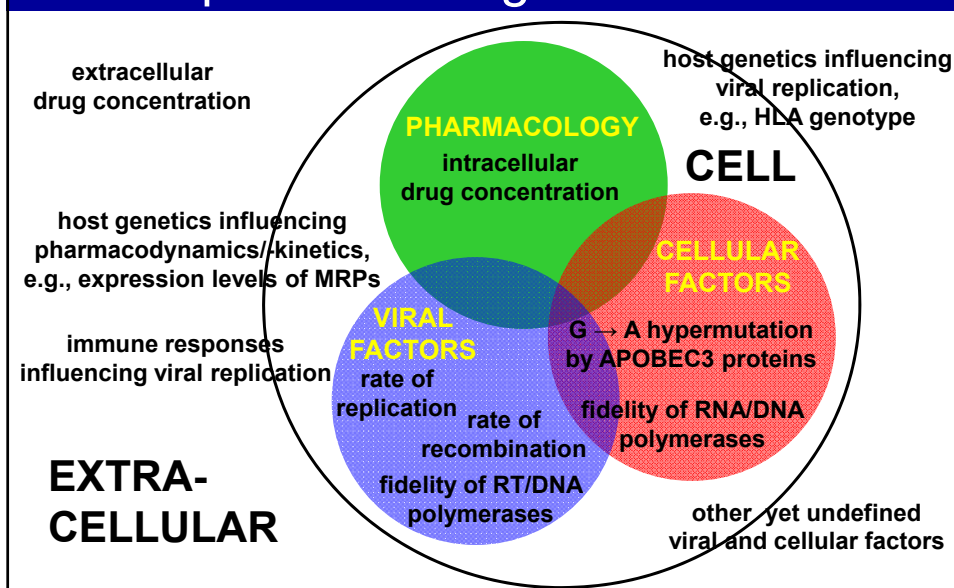 extracellular
drug concentration
host genetics influencing
viral replication,
e.g., HLA genotype
PHARMACOLOGY
intracellular
drug concentration
CELL
host genetics influencing
pharmacodynamics/-kinetics,
e.g., expression levels of MRPs
CELLULAR
FACTORS
G → A hypermutation
by APOBEC3 proteins
fidelity of RNA/DNA
polymerases
VIRAL
FACTORS
rate of
replication
rate of
recombination
fidelity of RT/DNA
polymerases
immune responses
influencing viral replication
EXTRA-
CELLULAR
other yet undefined
viral and cellular factors